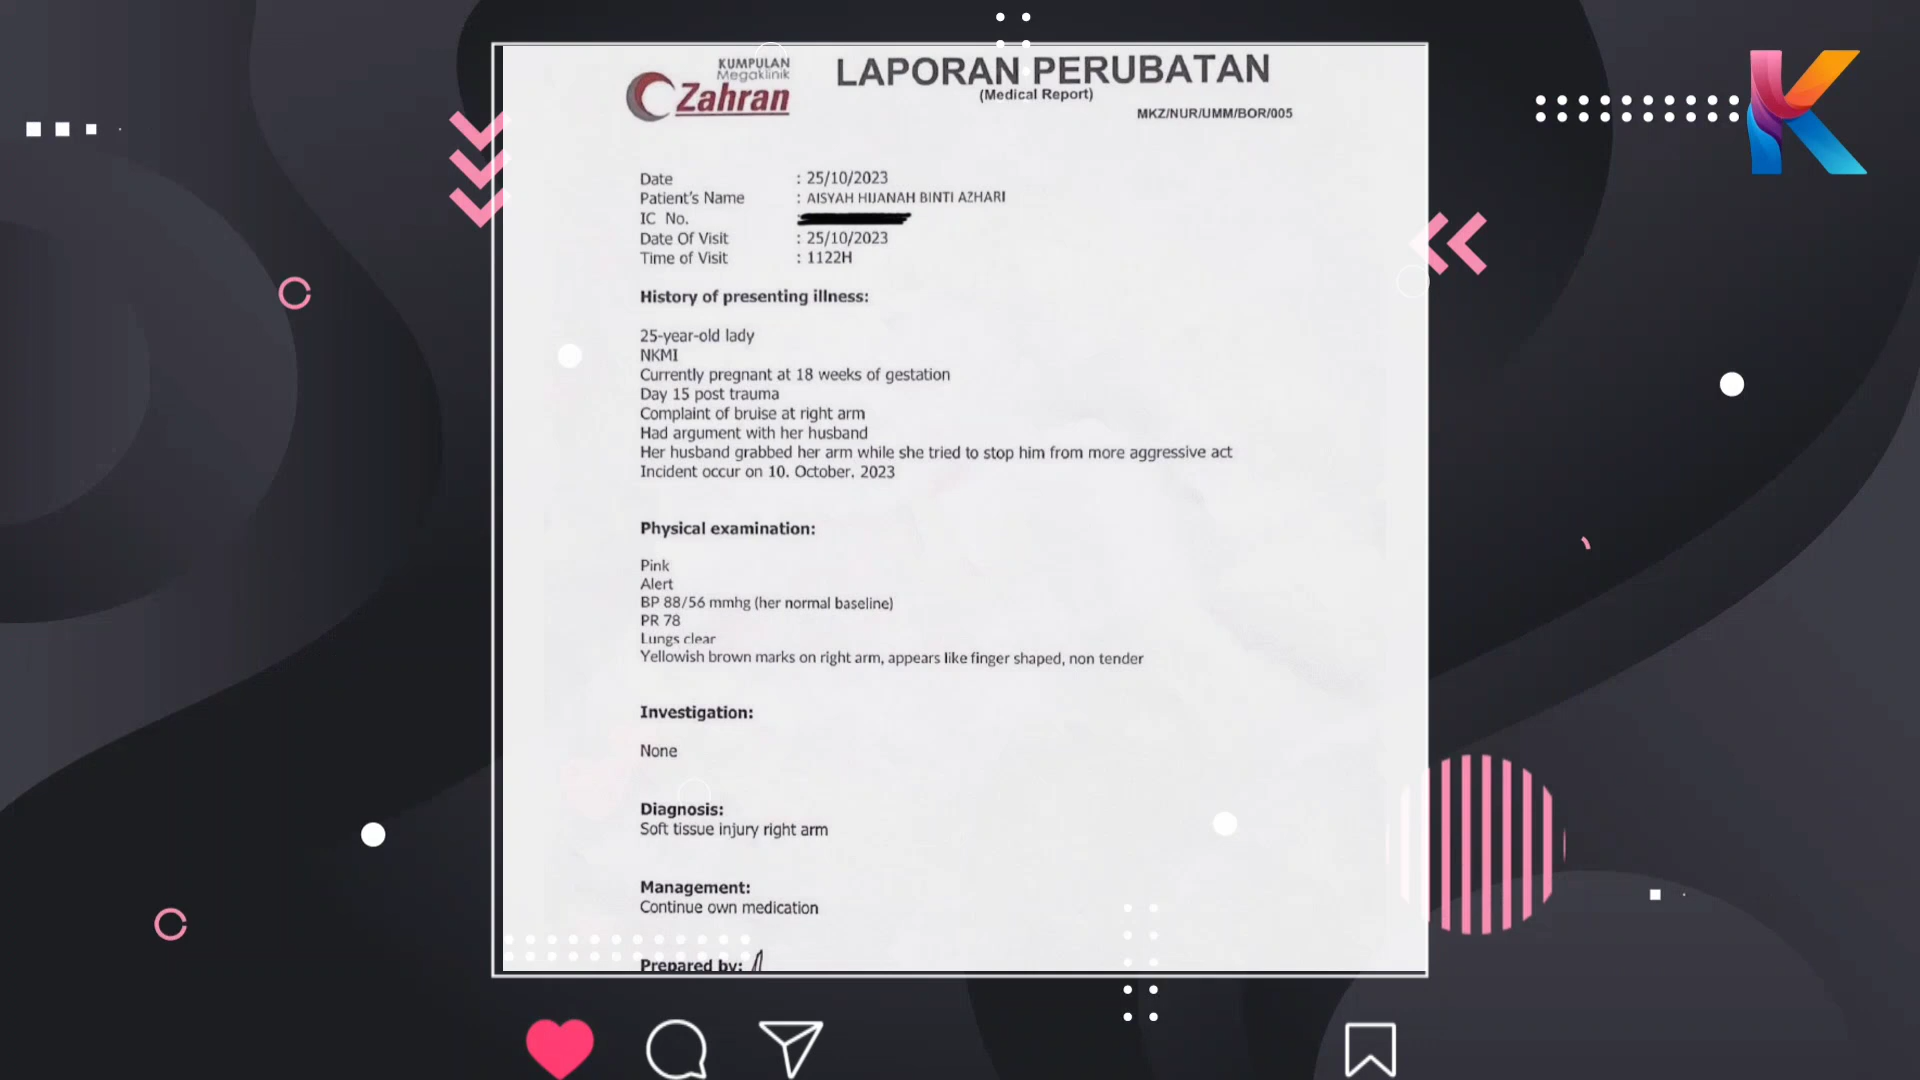 KUMPULAN
Megaklinik
Zahran
LAPORAN PERUBATAN
(Medical Report)
MKZ/NUR/UMM/BOR/005
Date : 25/10/2023
Patient's Name : AISYAH HIJANAH BINTI AZHARI
IC No.
Date Of Visit : 25/10/2023
Time of Visit : 1122H
History of presenting illness:
25-year-old lady
NKMI
Currently pregnant at 18 weeks of gestation
Day 15 post trauma
Complaint of bruise at right arm
Had argument with her husband
Her husband grabbed her arm while she tried to stop him from more aggressive act
Incident occur on 10. October. 2023
Physical examination:
Pink
Alert
BP 88/56 mmhg (her normal baseline)
PR 78
Lungs clear
Yellowish brown marks on right arm, appears like finger shaped, non tender
Investigation:
None
Diagnosis:
Soft tissue injury right arm
Management:
Continue own medication
Prepared by:
K